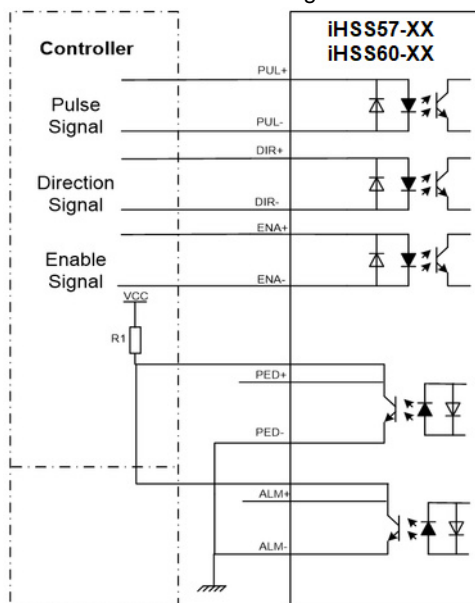 iHSS57-XX
iHSS60-XX
Controller
PUL+
Pulse
Signal
PUL-
DIR+
Direction
Signal
DIR-
ENA+
Enable
Signal
ENA-
VCC
R1
PED+
PED-
ALM+
ALM-